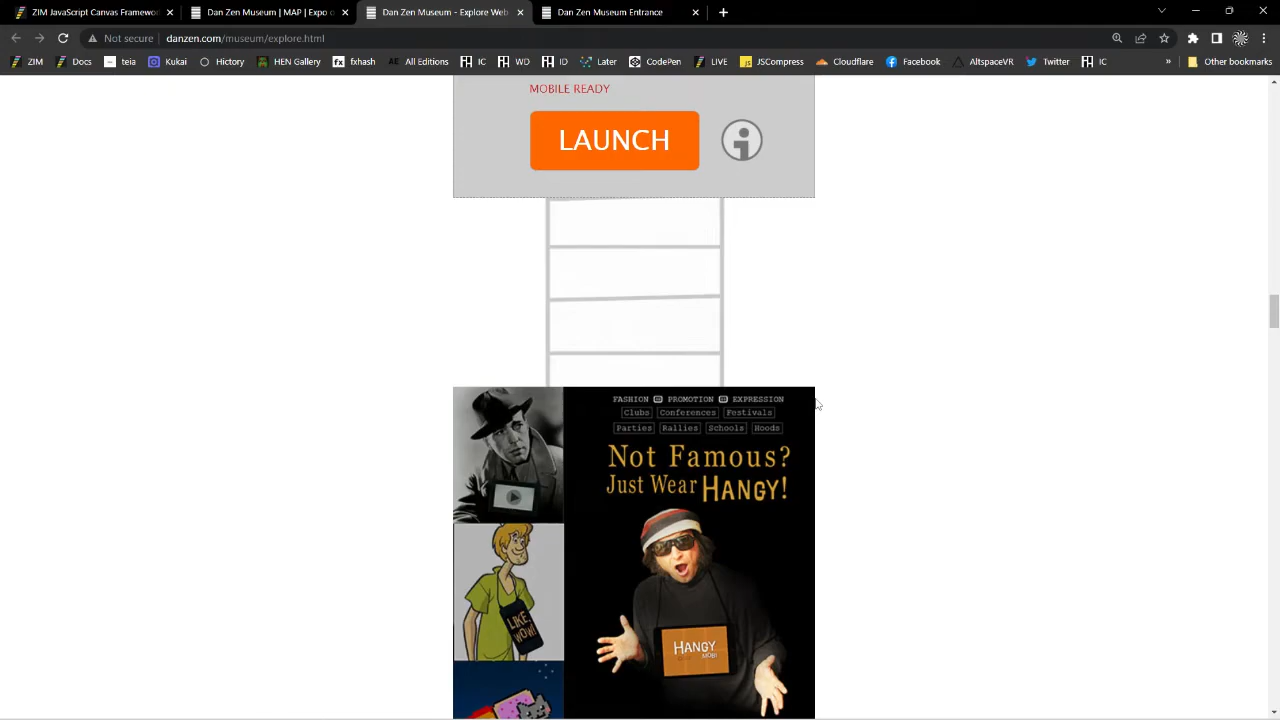 ZIM JavaScript Canvas Framewor
Dan Zen Museum | MAP | Expo o
Dan Zen Museum - Explore Web
Dan Zen Museum Entrance
Not secure
danzen.com/museum/explore.html
ZIM
Docs
teia
Kukai
Hictory
HEN Gallery
fxhash
AE All Editions
IC
WD
ID
Later
CodePen
LIVE
JSCompress
Cloudflare
Facebook
AltspaceVR
Twitter
IC
»
Other bookmarks
MOBILE READY
LAUNCH
FASHION PROMOTION EXPRESSION
Clubs Conferences Festivals
Parties Rallies Schools Hoods
Not Famous?
Just Wear HANGY!
LIKE,
WOW!
HANGY
MOBI